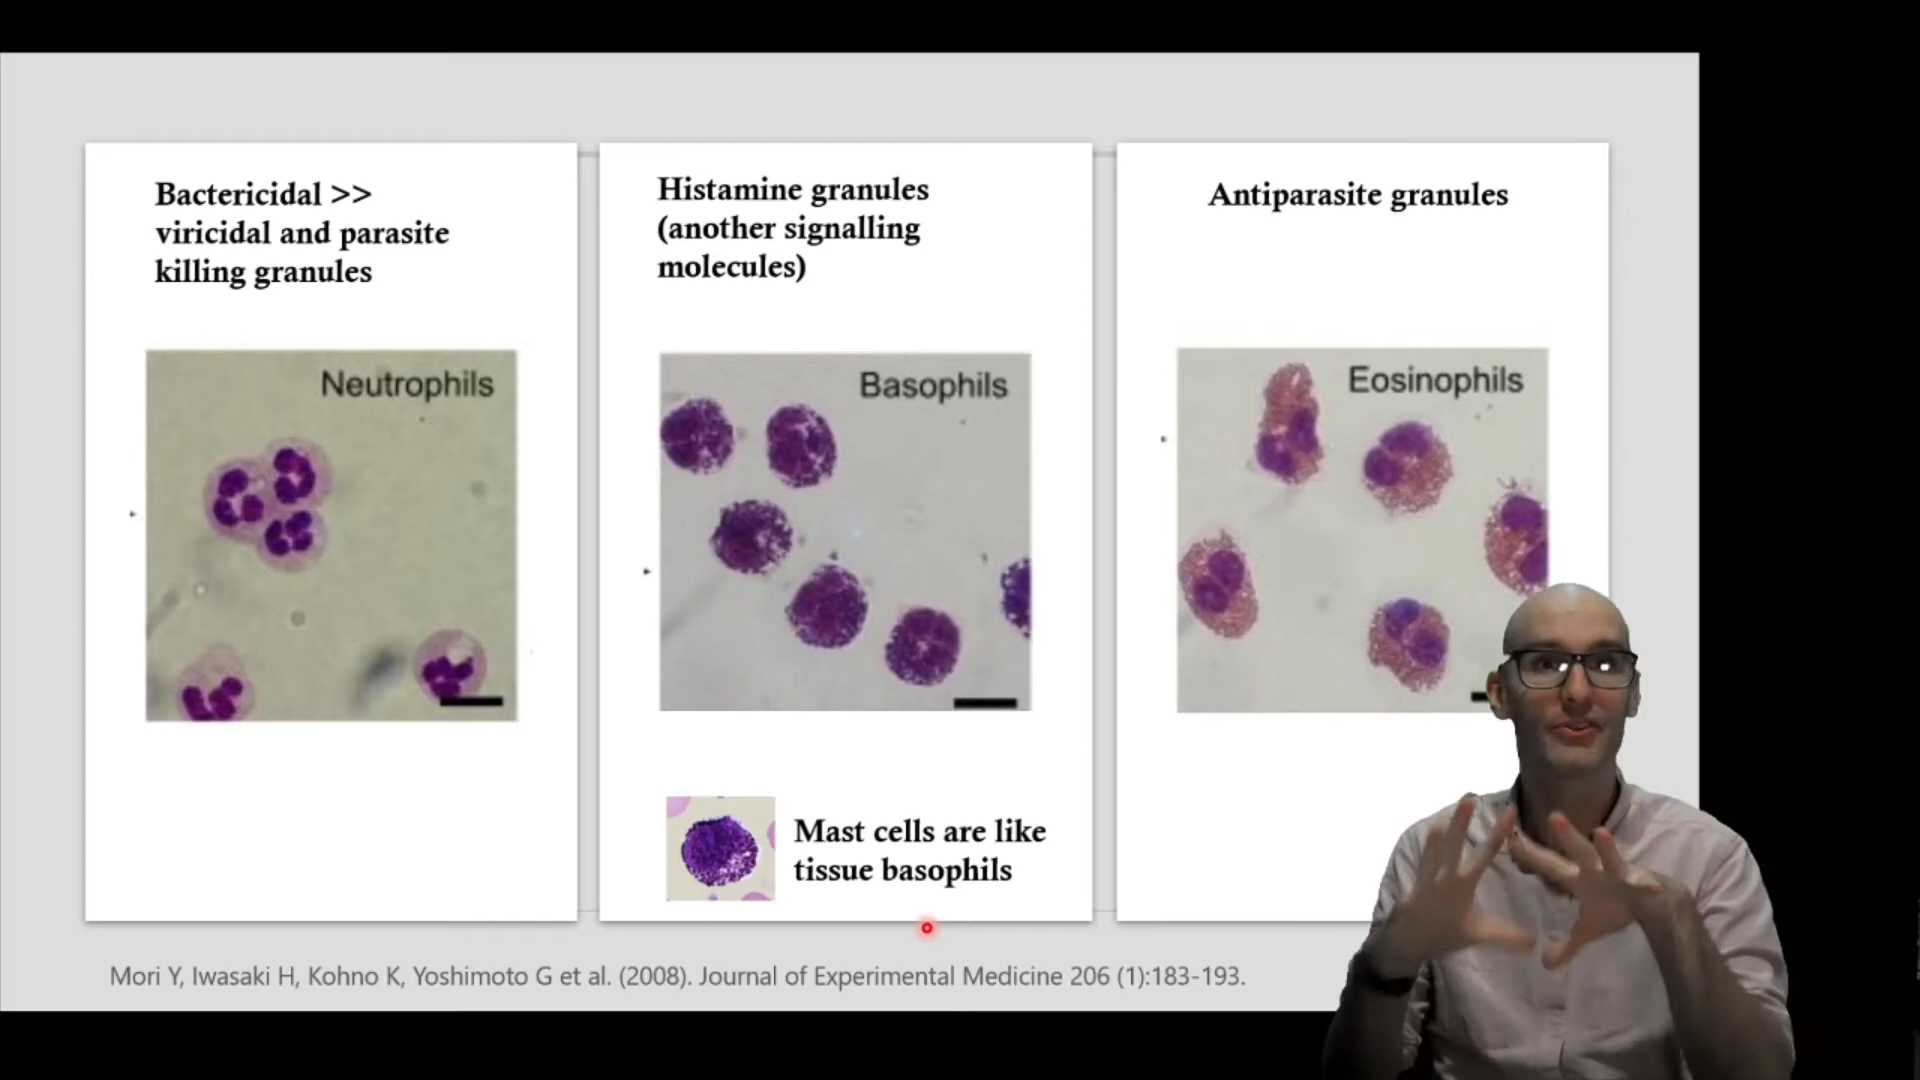 Bactericidal >>
viricidal and parasite
killing granules
Neutrophils
Histamine granules
(another signalling
molecules)
Basophils
Mast cells are like
tissue basophils
Antiparasite granules
Eosinophils
Mori Y, Iwasaki H, Kohno K, Yoshimoto G et al. (2008). Journal of Experimental Medicine 206 (1):183-193.